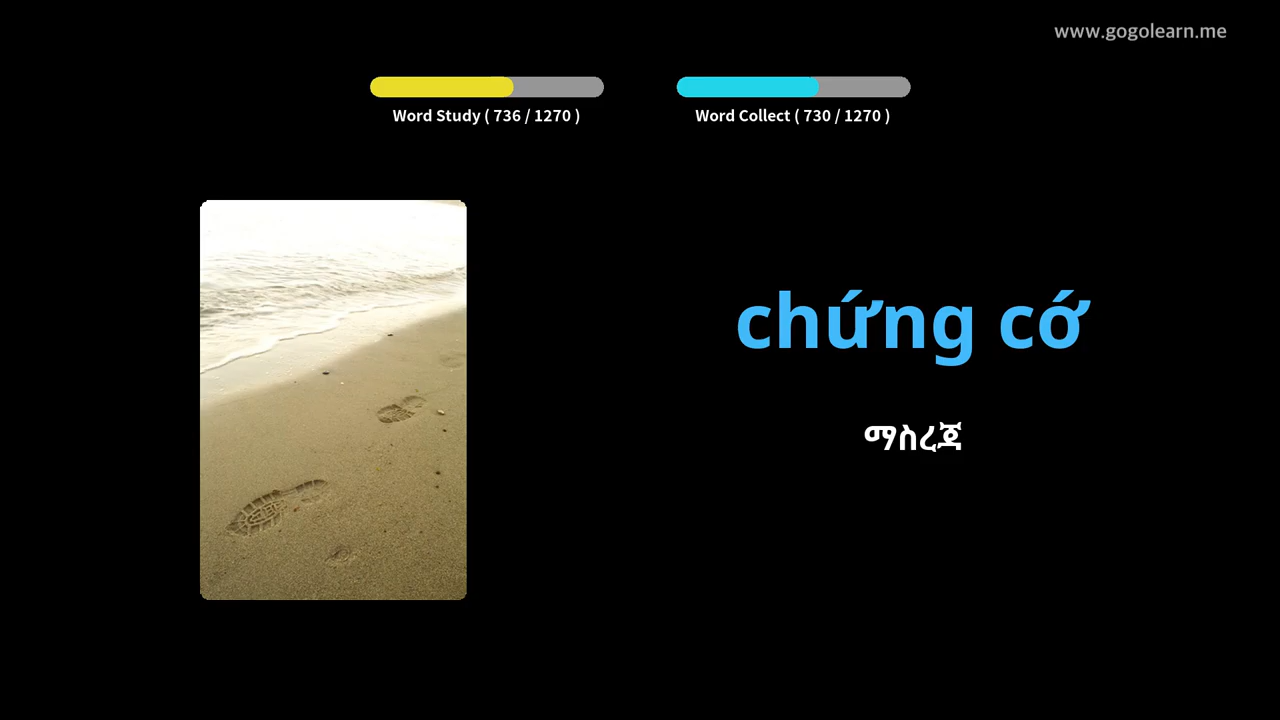 www.gogolearn.me
Word Study ( 736 / 1270 )
Word Collect ( 730 / 1270 )
chứng cớ
ማስረጃ